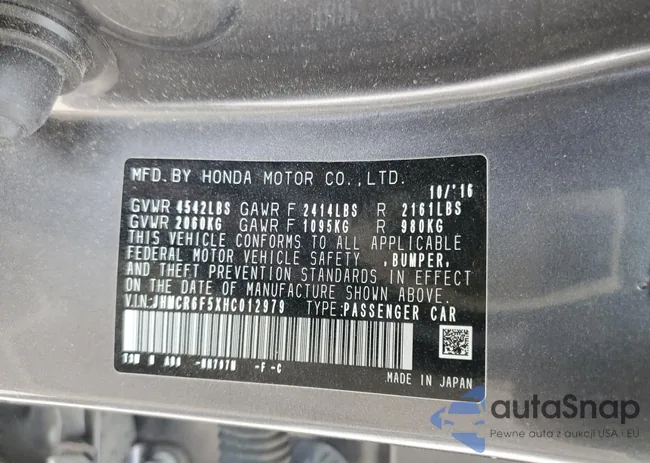 MFD. BY HONDA MOTOR CO., LTD.
10/'16
GVWR 4542LBS GAWR F 2414LBS R 2161LBS
GVWR 2060KG GAWR F 1095KG R 980KG
THIS VEHICLE CONFORMS TO ALL APPLICABLE
FEDERAL MOTOR VEHICLE SAFETY , BUMPER,
AND THEFT PREVENTION STANDARDS IN EFFECT
ON THE DATE OF MANUFACTURE SHOWN ABOVE.
VIN: JHMCR6F5XHC012979 TYPE: PASSENGER CAR
-F -C
MADE IN JAPAN
autaSnap
Pewne auta z aukcji USA i EU